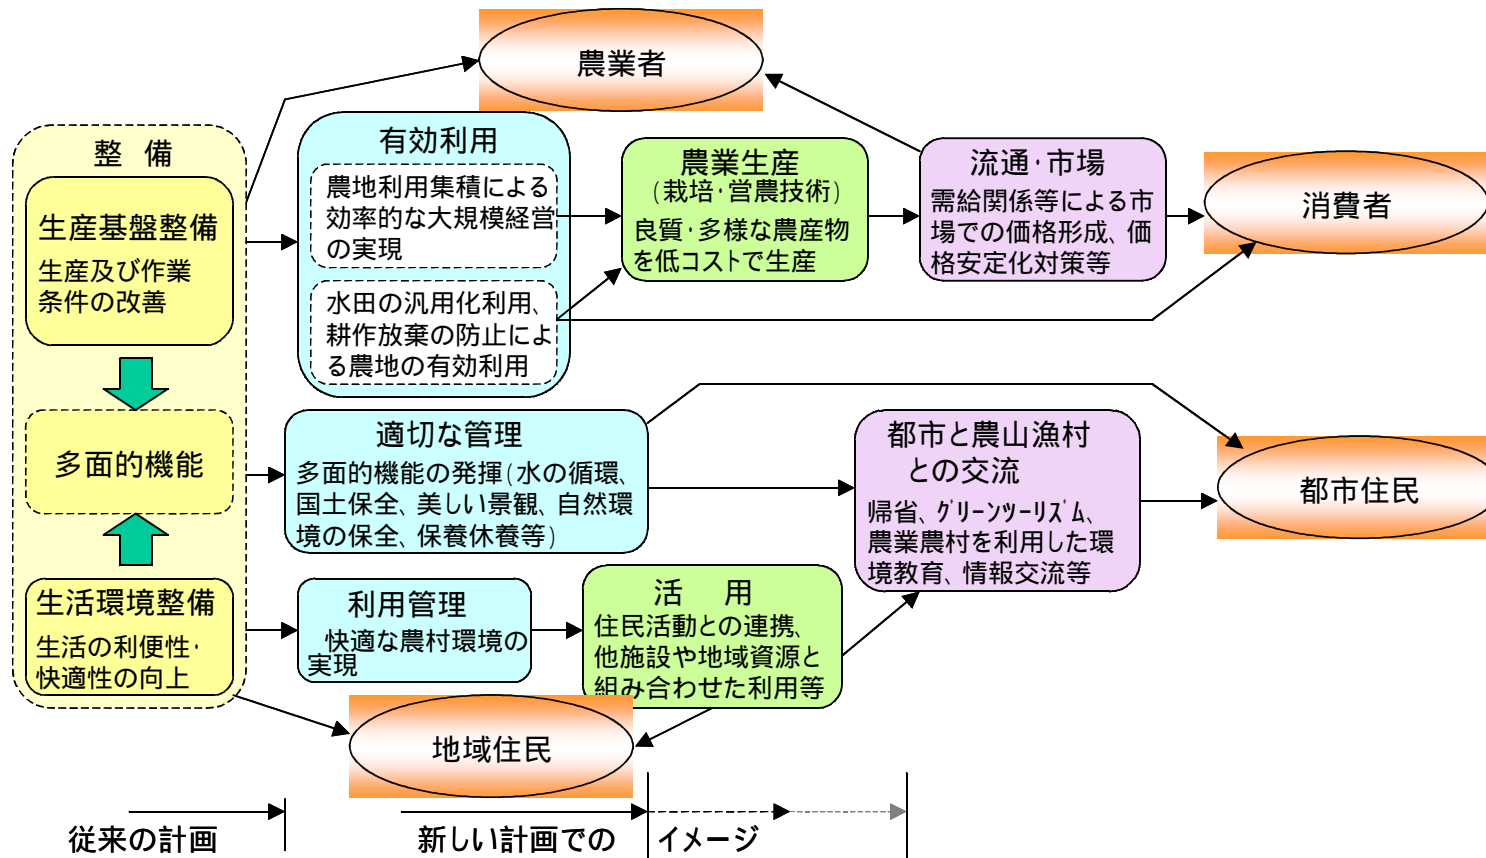 農業者
整 備
生産基盤整備
生産及び作業
条件の改善
多面的機能
生活環境整備
生活の利便性・
快適性の向上
有効利用
農地利用集積による
効率的な大規模経営
の実現
水田の汎用化利用、
耕作放棄の防止によ
る農地の有効利用
農業生産
(栽培・営農技術)
良質・多様な農産物
を低コストで生産
流通・市場
需給関係等による市
場での価格形成、価
格安定化対策等
消費者
適切な管理
多面的機能の発揮(水の循環、
国土保全、美しい景観、自然環
境の保全、保養休養等)
都市と農山漁村
との交流
帰省、グリーンツーリズム、
農業農村を利用した環
境教育、情報交流等
都市住民
利用管理
快適な農村環境の
実現
活 用
住民活動との連携、
他施設や地域資源と
組み合わせた利用等
地域住民
従来の計画
新しい計画での イメージ